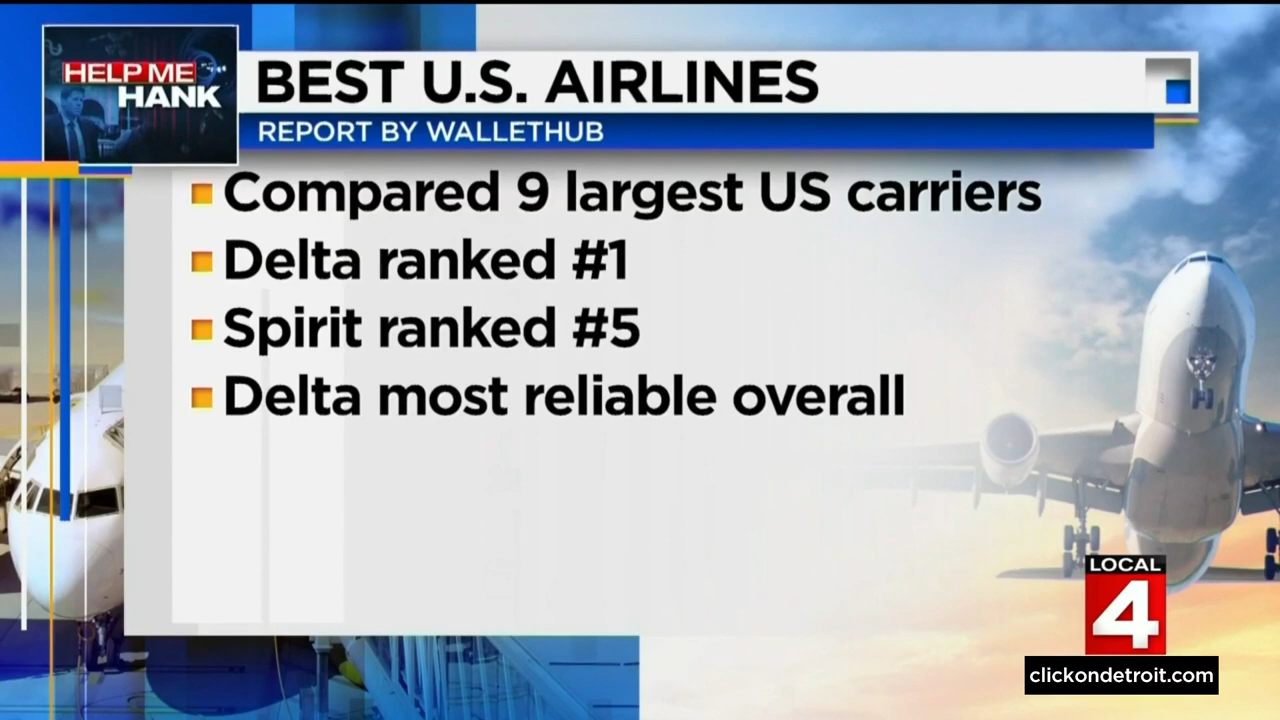 HELP ME
HANK
BEST U.S. AIRLINES
REPORT BY WALLETHUB
Compared 9 largest US carriers
Delta ranked #1
Spirit ranked #5
Delta most reliable overall
LOCAL
4
clickondetroit.com